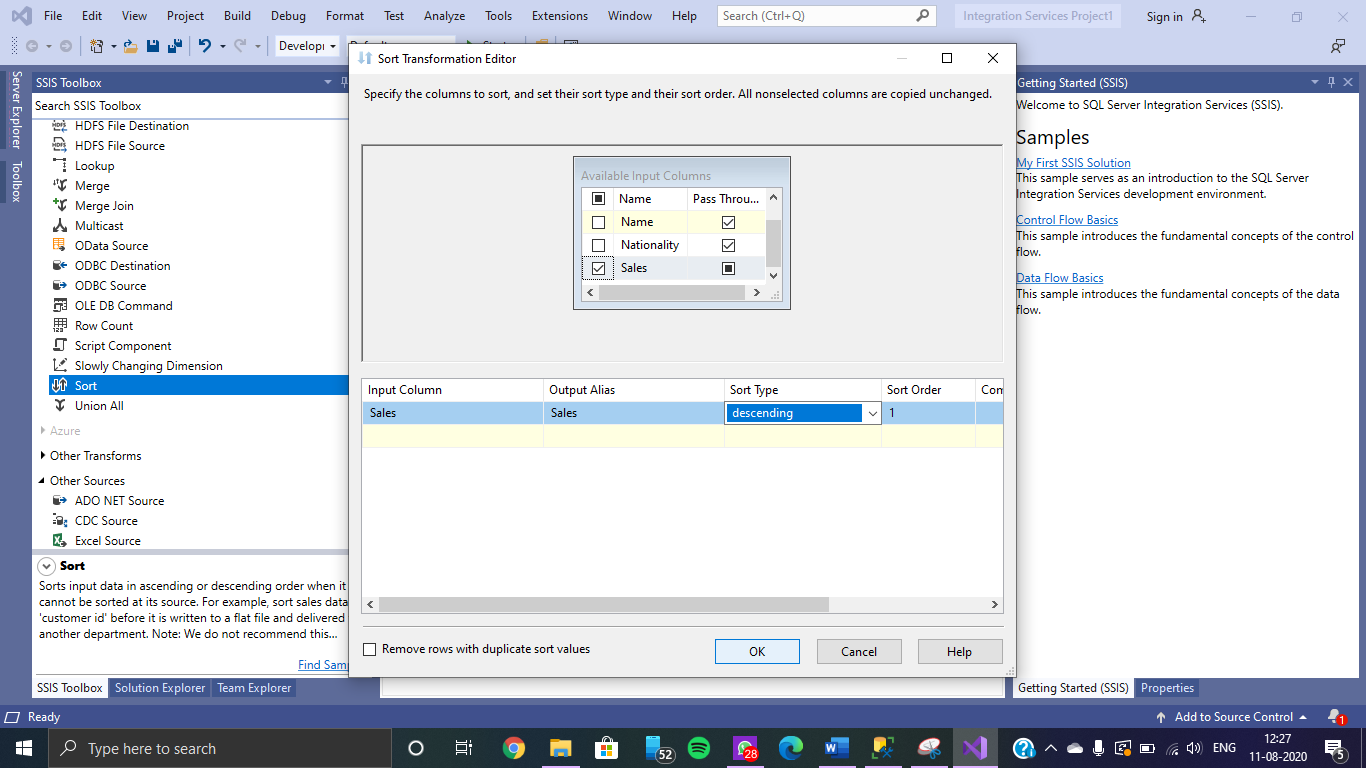 File Edit View Project Build Debug Format Test Analyze Tools Extensions Window Help Search (Ctrl+Q) Integration Services Project1 Sign in
Developr
Server Explorer
Toolbox
SSIS Toolbox
Search SSIS Toolbox
HDFS File Destination
HDFS File Source
Lookup
Merge
Merge Join
Multicast
OData Source
ODBC Destination
ODBC Source
OLE DB Command
Row Count
Script Component
Slowly Changing Dimension
Sort
Union All
Azure
Other Transforms
Other Sources
ADO NET Source
CDC Source
Excel Source
Sort
Sorts input data in ascending or descending order when it
cannot be sorted at its source. For example, sort sales data
'customer id' before it is written to a flat file and delivered
another department. Note: We do not recommend this...
Find Sam
SSIS Toolbox Solution Explorer Team Explorer
Sort Transformation Editor
Specify the columns to sort, and set their sort type and their sort order. All nonselected columns are copied unchanged.
Available Input Columns
Name Pass Throu...
Name
Nationality
Sales
Input Column Output Alias Sort Type Sort Order Com
Sales Sales descending 1
Remove rows with duplicate sort values
OK Cancel Help
Getting Started (SSIS)
Welcome to SQL Server Integration Services (SSIS).
Samples
My First SSIS Solution
This sample serves as an introduction to the SQL Server
Integration Services development environment.
Control Flow Basics
This sample introduces the fundamental concepts of the control
flow.
Data Flow Basics
This sample introduces the fundamental concepts of the data
flow.
Getting Started (SSIS) Properties
Ready Add to Source Control 1
Type here to search 52 28 W ENG 12:27
11-08-2020 5